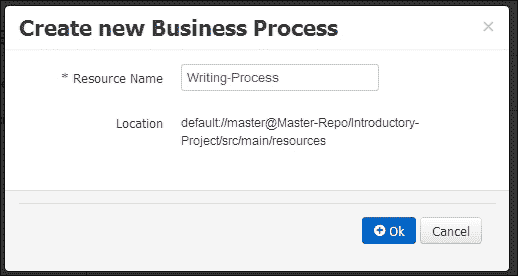 Create new Business Process ×
* Resource Name Writing-Process
Location default://master@Master-Repo/Introductory-
Project/src/main/resources
Ok Cancel